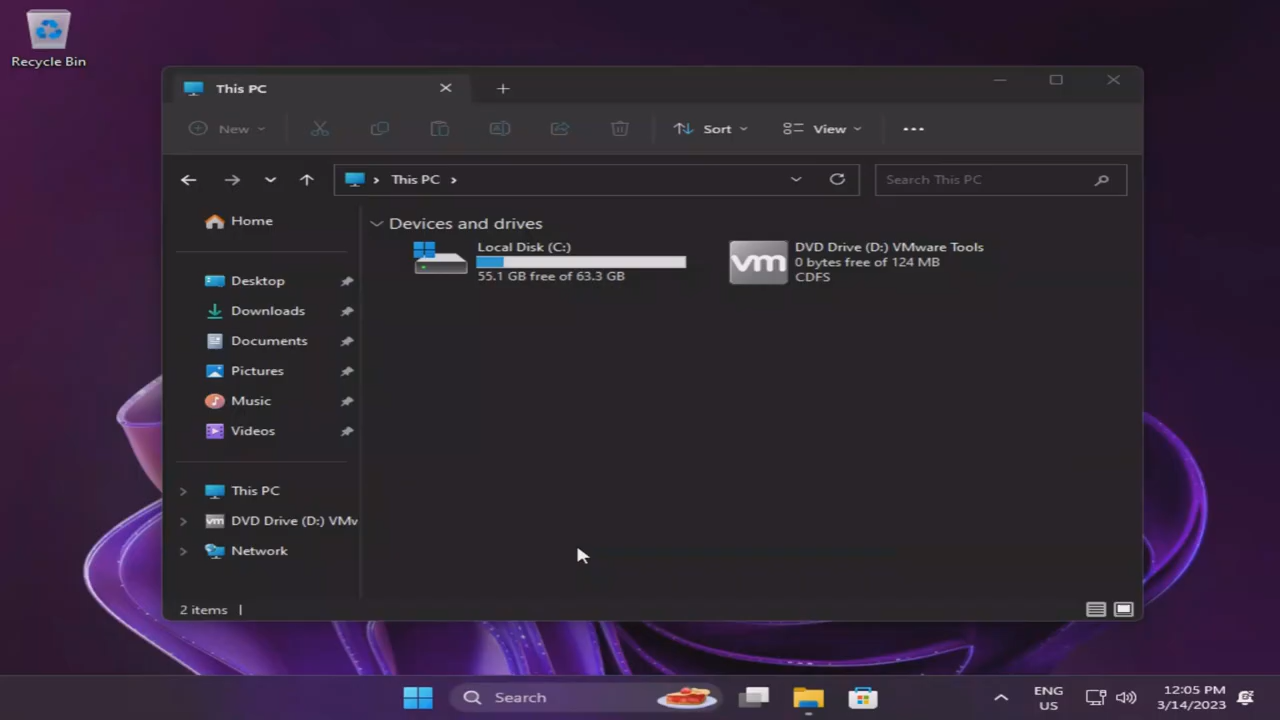 Recycle Bin
This PC
New
Sort
View
This PC
Search This PC
Home
Desktop
Downloads
Documents
Pictures
Music
Videos
This PC
DVD Drive (D:) VMw
Network
Devices and drives
Local Disk (C:)
55.1 GB free of 63.3 GB
vm
DVD Drive (D:) VMware Tools
0 bytes free of 124 MB
CDFS
vm
2 items
Search
ENG
US
12:05 PM
3/14/2023